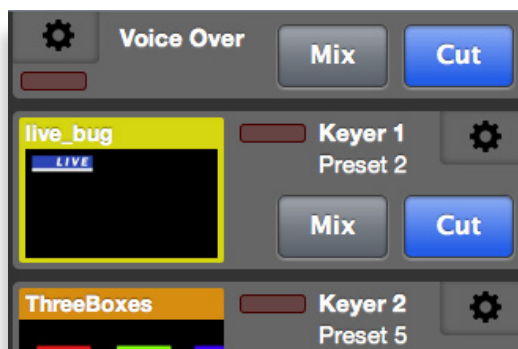 Voice Over
Mix
Cut
live_bug
LIVE
Keyer 1
Preset 2
Mix
Cut
ThreeBoxes
Keyer 2
Preset 5